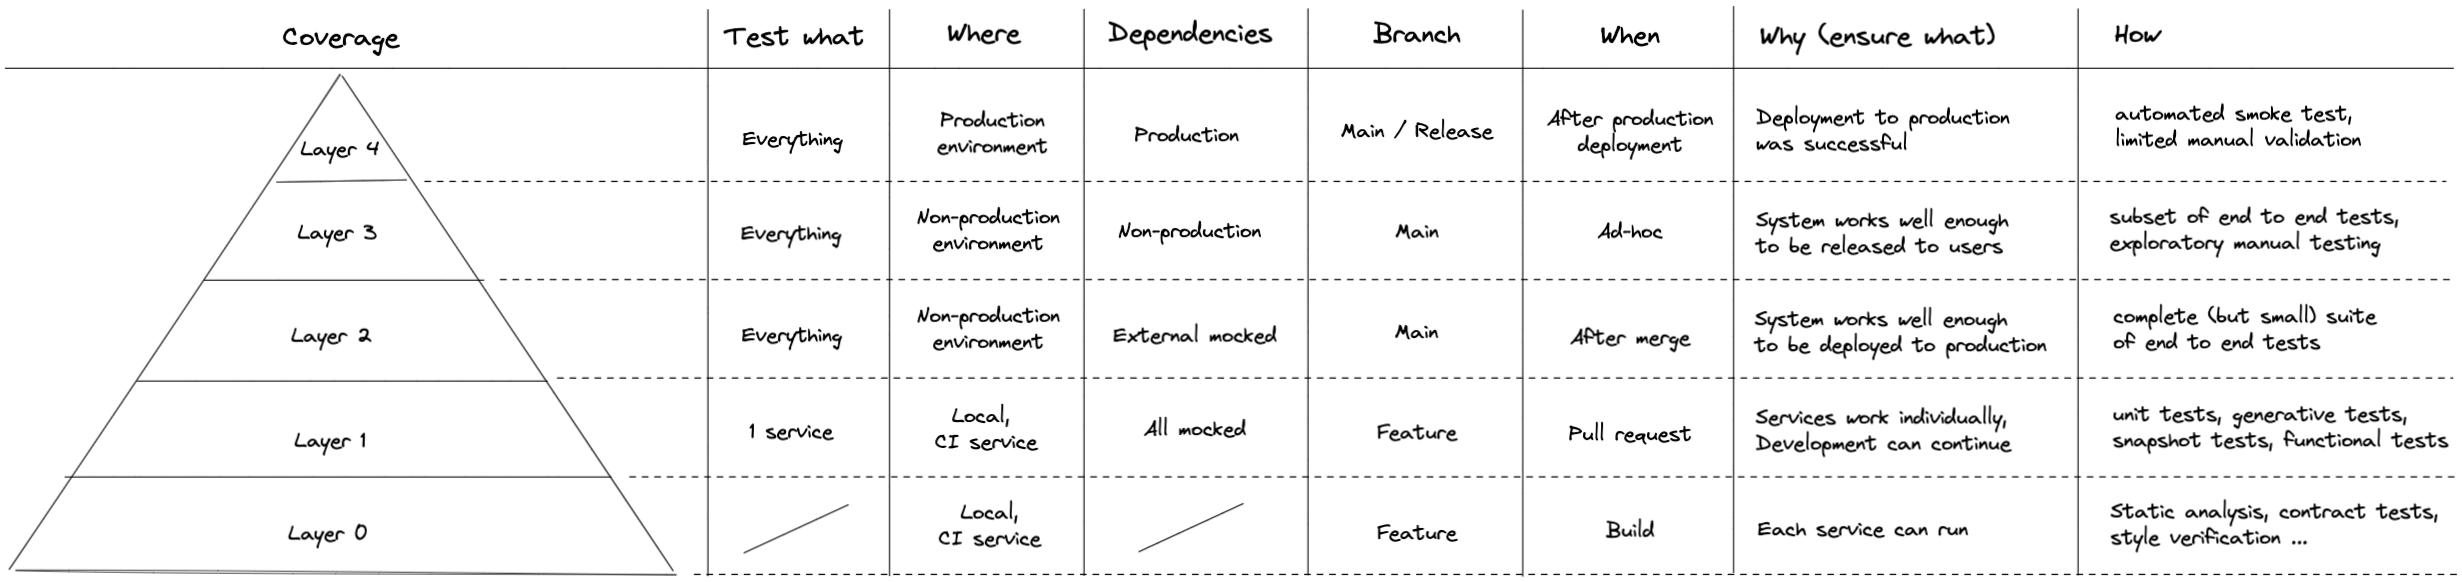 Coverage
Test what
Where
Dependencies
Branch
When
Why (ensure what)
How
Layer 4
Everything
Production
environment
Production
Main / Release
After production
deployment
Deployment to production
was successful
automated smoke test,
limited manual validation
Layer 3
Everything
Non-production
environment
Non-production
Main
Ad-hoc
System works well enough
to be released to users
subset of end to end tests,
exploratory manual testing
Layer 2
Everything
Non-production
environment
External mocked
Main
After merge
System works well enough
to be deployed to production
complete (but small) suite
of end to end tests
Layer 1
1 service
Local,
CI service
All mocked
Feature
Pull request
Services work individually,
Development can continue
unit tests, generative tests,
snapshot tests, functional tests
Layer 0
Local,
CI service
Feature
Build
Each service can run
Static analysis, contract tests,
style verification ...